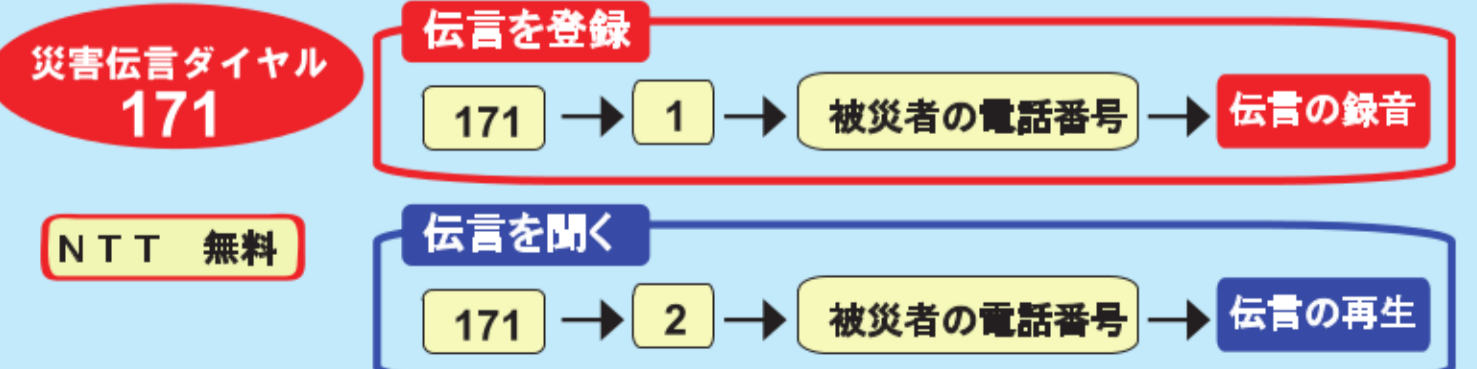 災害伝言ダイヤル
171
伝言を登録
171 → 1 → 被災者の電話番号 → 伝言の録音
NTT 無料
伝言を聞く
171 → 2 → 被災者の電話番号 → 伝言の再生